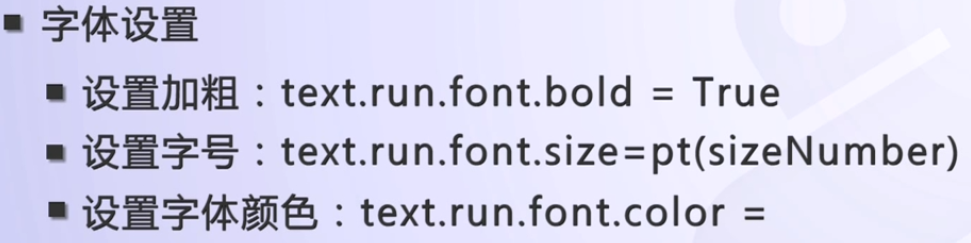 字体设置
设置加粗：text.run.font.bold = True
设置字号：text.run.font.size=pt(sizeNumber)
设置字体颜色：text.run.font.color =